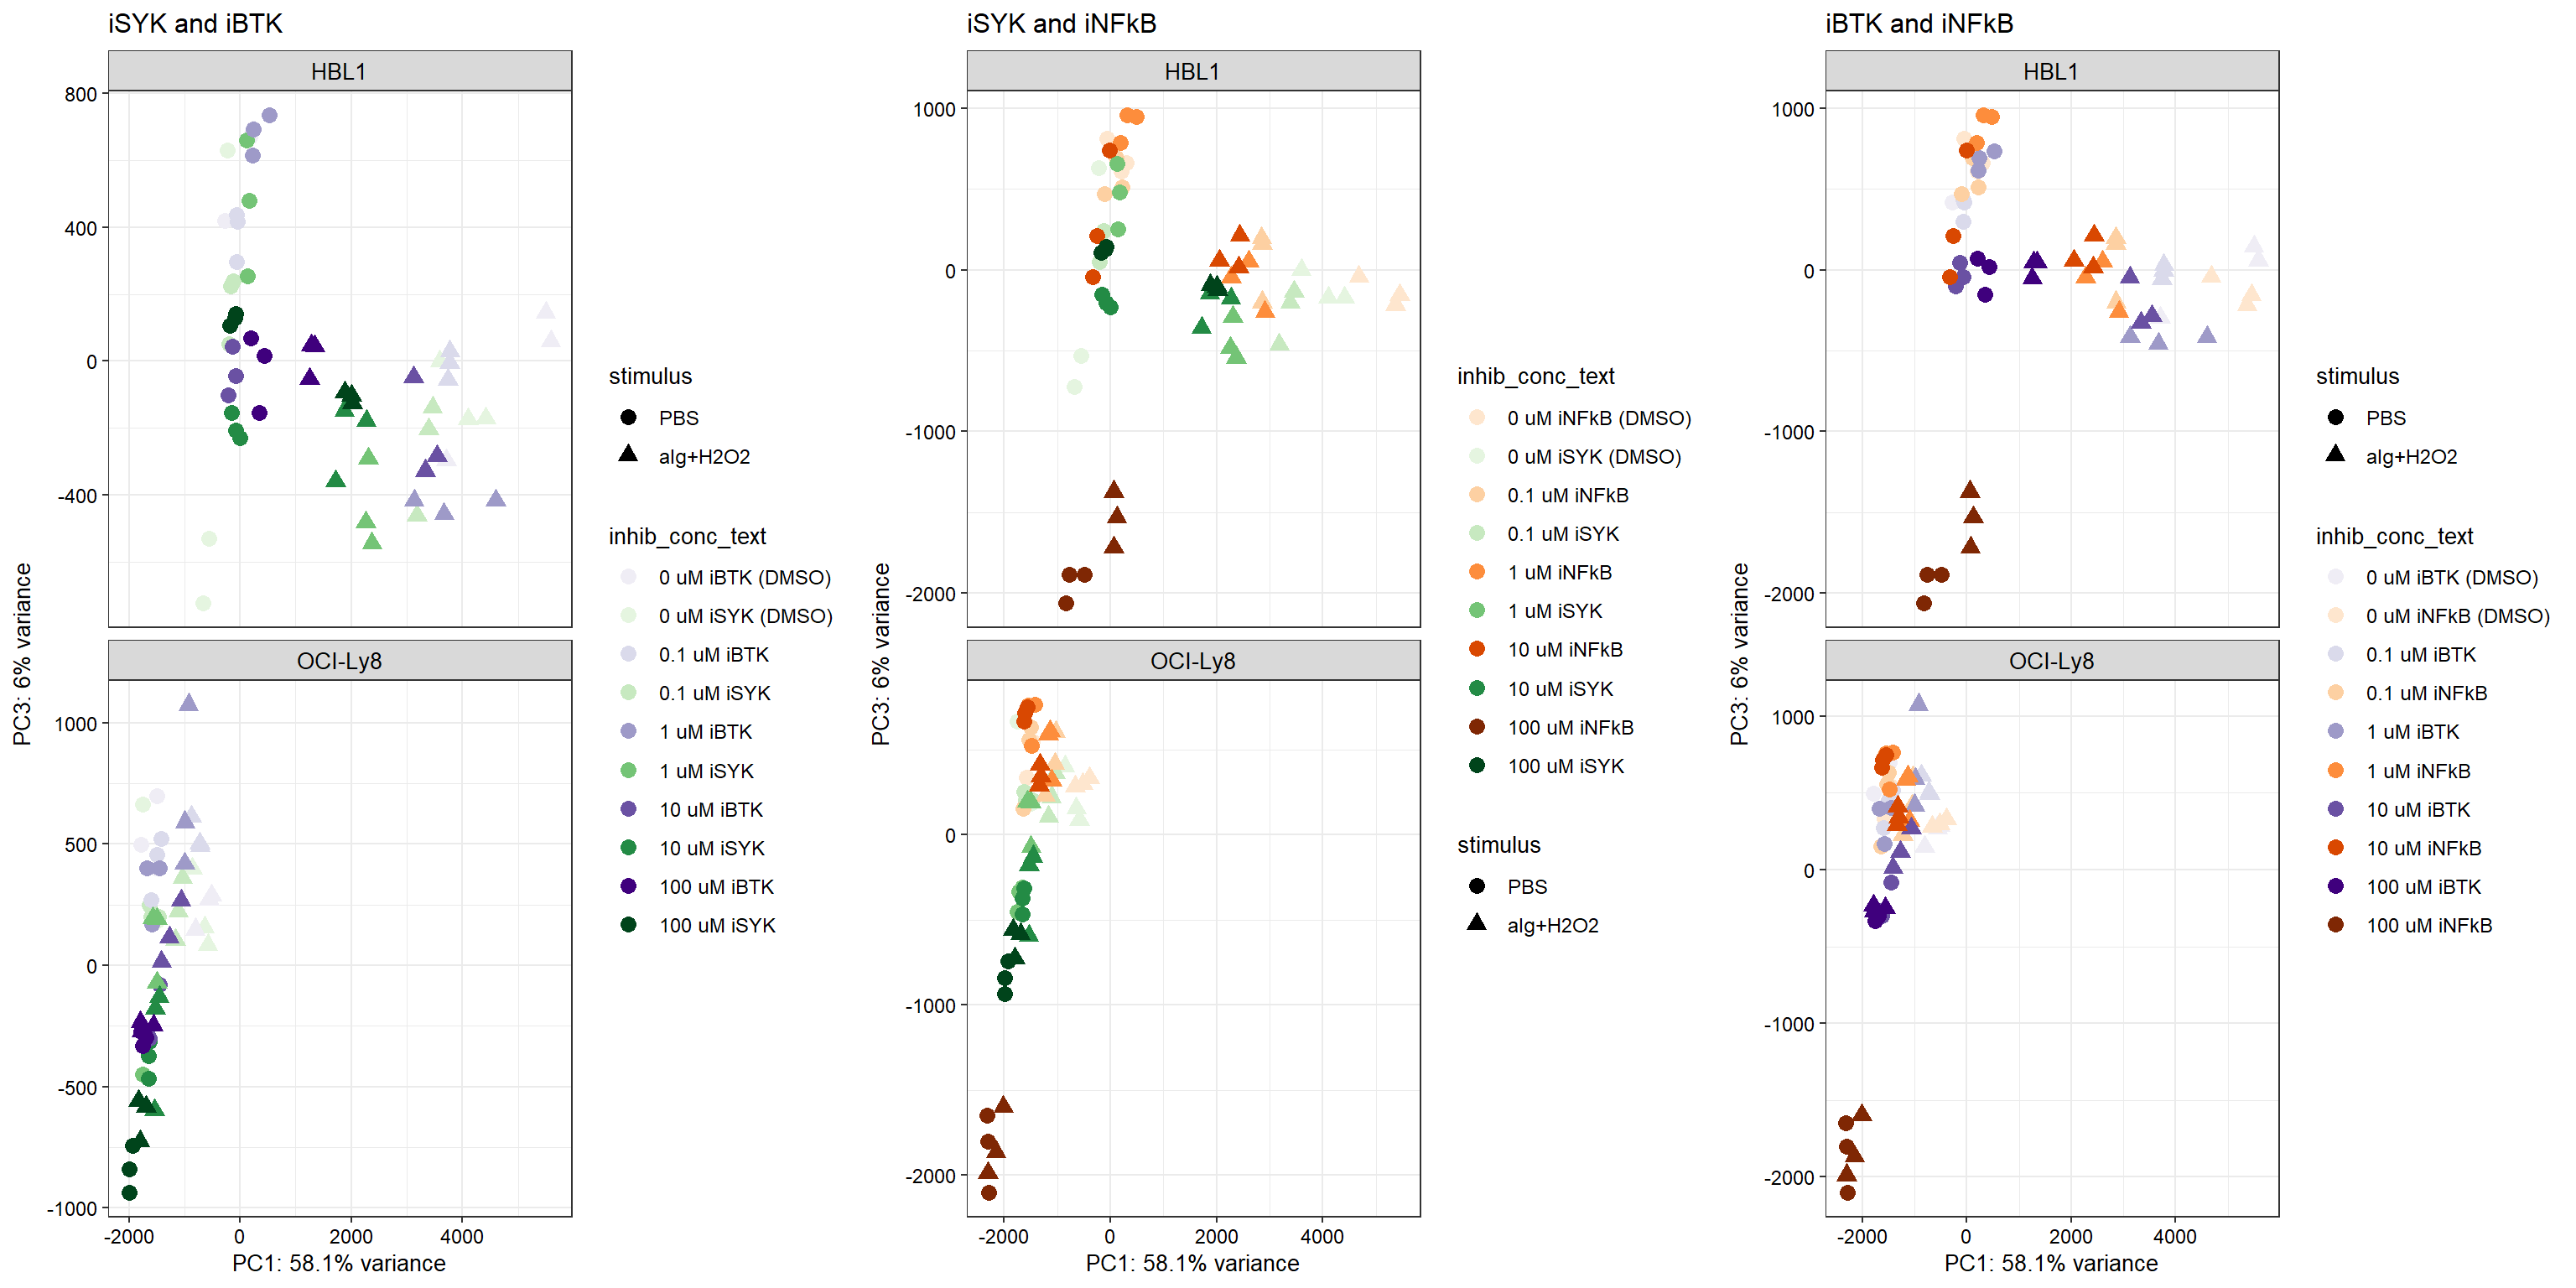 iSYK and iBTK
HBL1
800
400
0
-400
OCI-Ly8
1000
500
0
-500
-1000
-2000
0
2000
4000
PC1: 58.1% variance
PC3: 6% variance
stimulus
PBS
aIg+H2O2
inhib_conc_text
0 uM iBTK (DMSO)
0 uM iSYK (DMSO)
0.1 uM iBTK
0.1 uM iSYK
1 uM iBTK
1 uM iSYK
10 uM iBTK
10 uM iSYK
100 uM iBTK
100 uM iSYK
iSYK and iNFkB
HBL1
1000
0
-1000
-2000
OCI-Ly8
0
-1000
-2000
-2000
0
2000
4000
PC1: 58.1% variance
PC3: 6% variance
inhib_conc_text
0 uM iNFkB (DMSO)
0 uM iSYK (DMSO)
0.1 uM iNFkB
0.1 uM iSYK
1 uM iNFkB
1 uM iSYK
10 uM iNFkB
10 uM iSYK
100 uM iNFkB
100 uM iSYK
stimulus
PBS
aIg+H2O2
iBTK and iNFkB
HBL1
1000
0
-1000
-2000
OCI-Ly8
1000
0
-1000
-2000
-2000
0
2000
4000
PC1: 58.1% variance
PC3: 6% variance
stimulus
PBS
aIg+H2O2
inhib_conc_text
0 uM iBTK (DMSO)
0 uM iNFkB (DMSO)
0.1 uM iBTK
0.1 uM iNFkB
1 uM iBTK
1 uM iNFkB
10 uM iBTK
10 uM iNFkB
100 uM iBTK
100 uM iNFkB